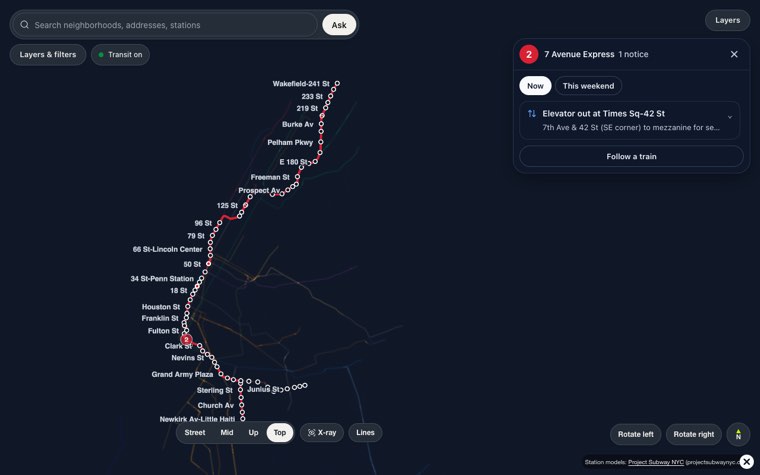 Search neighborhoods, addresses, stations
Ask
Layers
Layers & filters
Transit on
2
7 Avenue Express 1 notice
Now
This weekend
Elevator out at Times Sq-42 St
7th Ave & 42 St (SE corner) to mezzanine for se...
Follow a train
Wakefield-241 St
233 St
219 St
Burke Av
Pelham Pkwy
E 180 St
Freeman St
Prospect Av
125 St
96 St
79 St
66 St-Lincoln Center
50 St
34 St-Penn Station
18 St
Houston St
Franklin St
Fulton St
2
Clark St
Nevins St
Grand Army Plaza
Sterling St
Junius St
Church Av
Newkirk Av-Little Haiti
Street
Mid
Up
Top
X-ray
Lines
Rotate left
Rotate right
N
Station models: Project Subway NYC (projectsubwaynyc.c